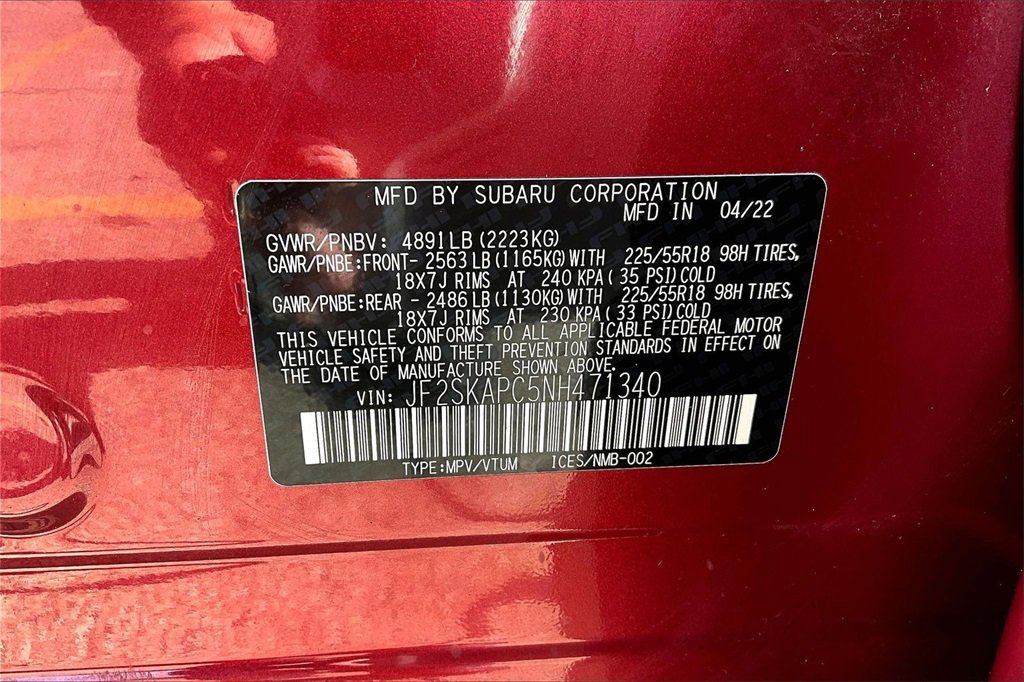 MFD BY SUBARU CORPORATION
MFD IN 04/22
GVWR/PNBV: 4891LB (2223KG)
GAWR/PNBE:FRONT- 2563 LB (1165KG) WITH 225/55R18 98H TIRES,
18X7J RIMS AT 240 KPA ( 35 PSI) COLD
GAWR/PNBE:REAR - 2486 LB (1130KG) WITH 225/55R18 98H TIRES,
18X7J RIMS AT 230 KPA ( 33 PSI) COLD
THIS VEHICLE CONFORMS TO ALL APPLICABLE FEDERAL MOTOR
VEHICLE SAFETY AND THEFT PREVENTION STANDARDS IN EFFECT ON
THE DATE OF MANUFACTURE SHOWN ABOVE.
VIN: JF2SKAPC5NH471340
TYPE:MPV/VTUM ICES/NMB-002